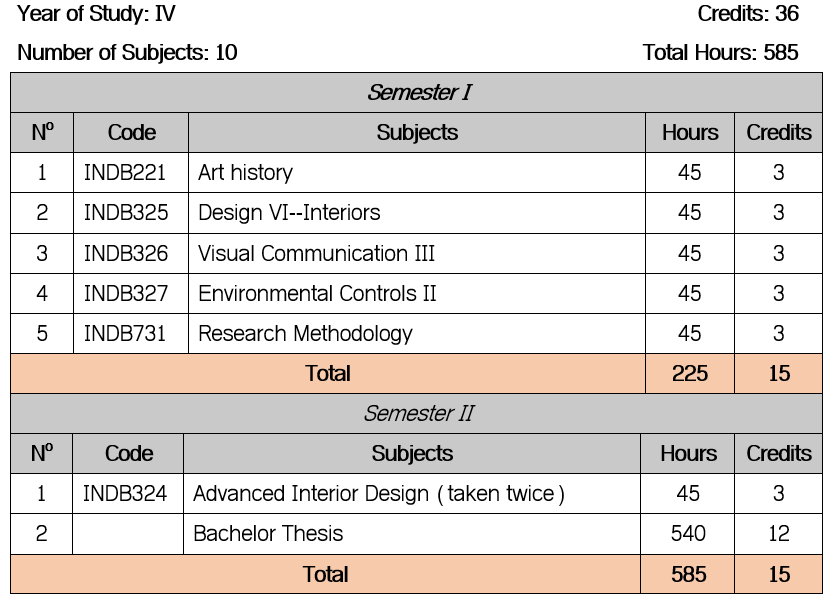 Year of Study: IV Credits: 36
Number of Subjects: 10 Total Hours: 585
Semester I
Nº Code Subjects Hours Credits
1 INDB221 Art history 45 3
2 INDB325 Design VI--Interiors 45 3
3 INDB326 Visual Communication III 45 3
4 INDB327 Environmental Controls II 45 3
5 INDB731 Research Methodology 45 3
Total 225 15
Semester II
Nº Code Subjects Hours Credits
1 INDB324 Advanced Interior Design (taken twice) 45 3
2 Bachelor Thesis 540 12
Total 585 15